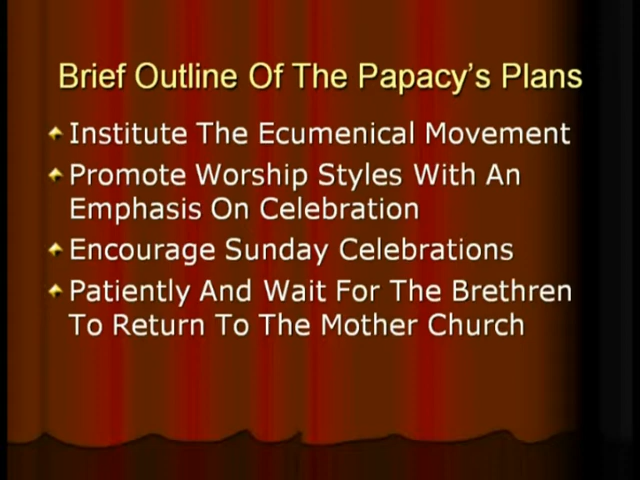 Brief Outline Of The Papacy's Plans
Institute The Ecumenical Movement
Promote Worship Styles With An
Emphasis On Celebration
Encourage Sunday Celebrations
Patiently And Wait For The Brethren
To Return To The Mother Church